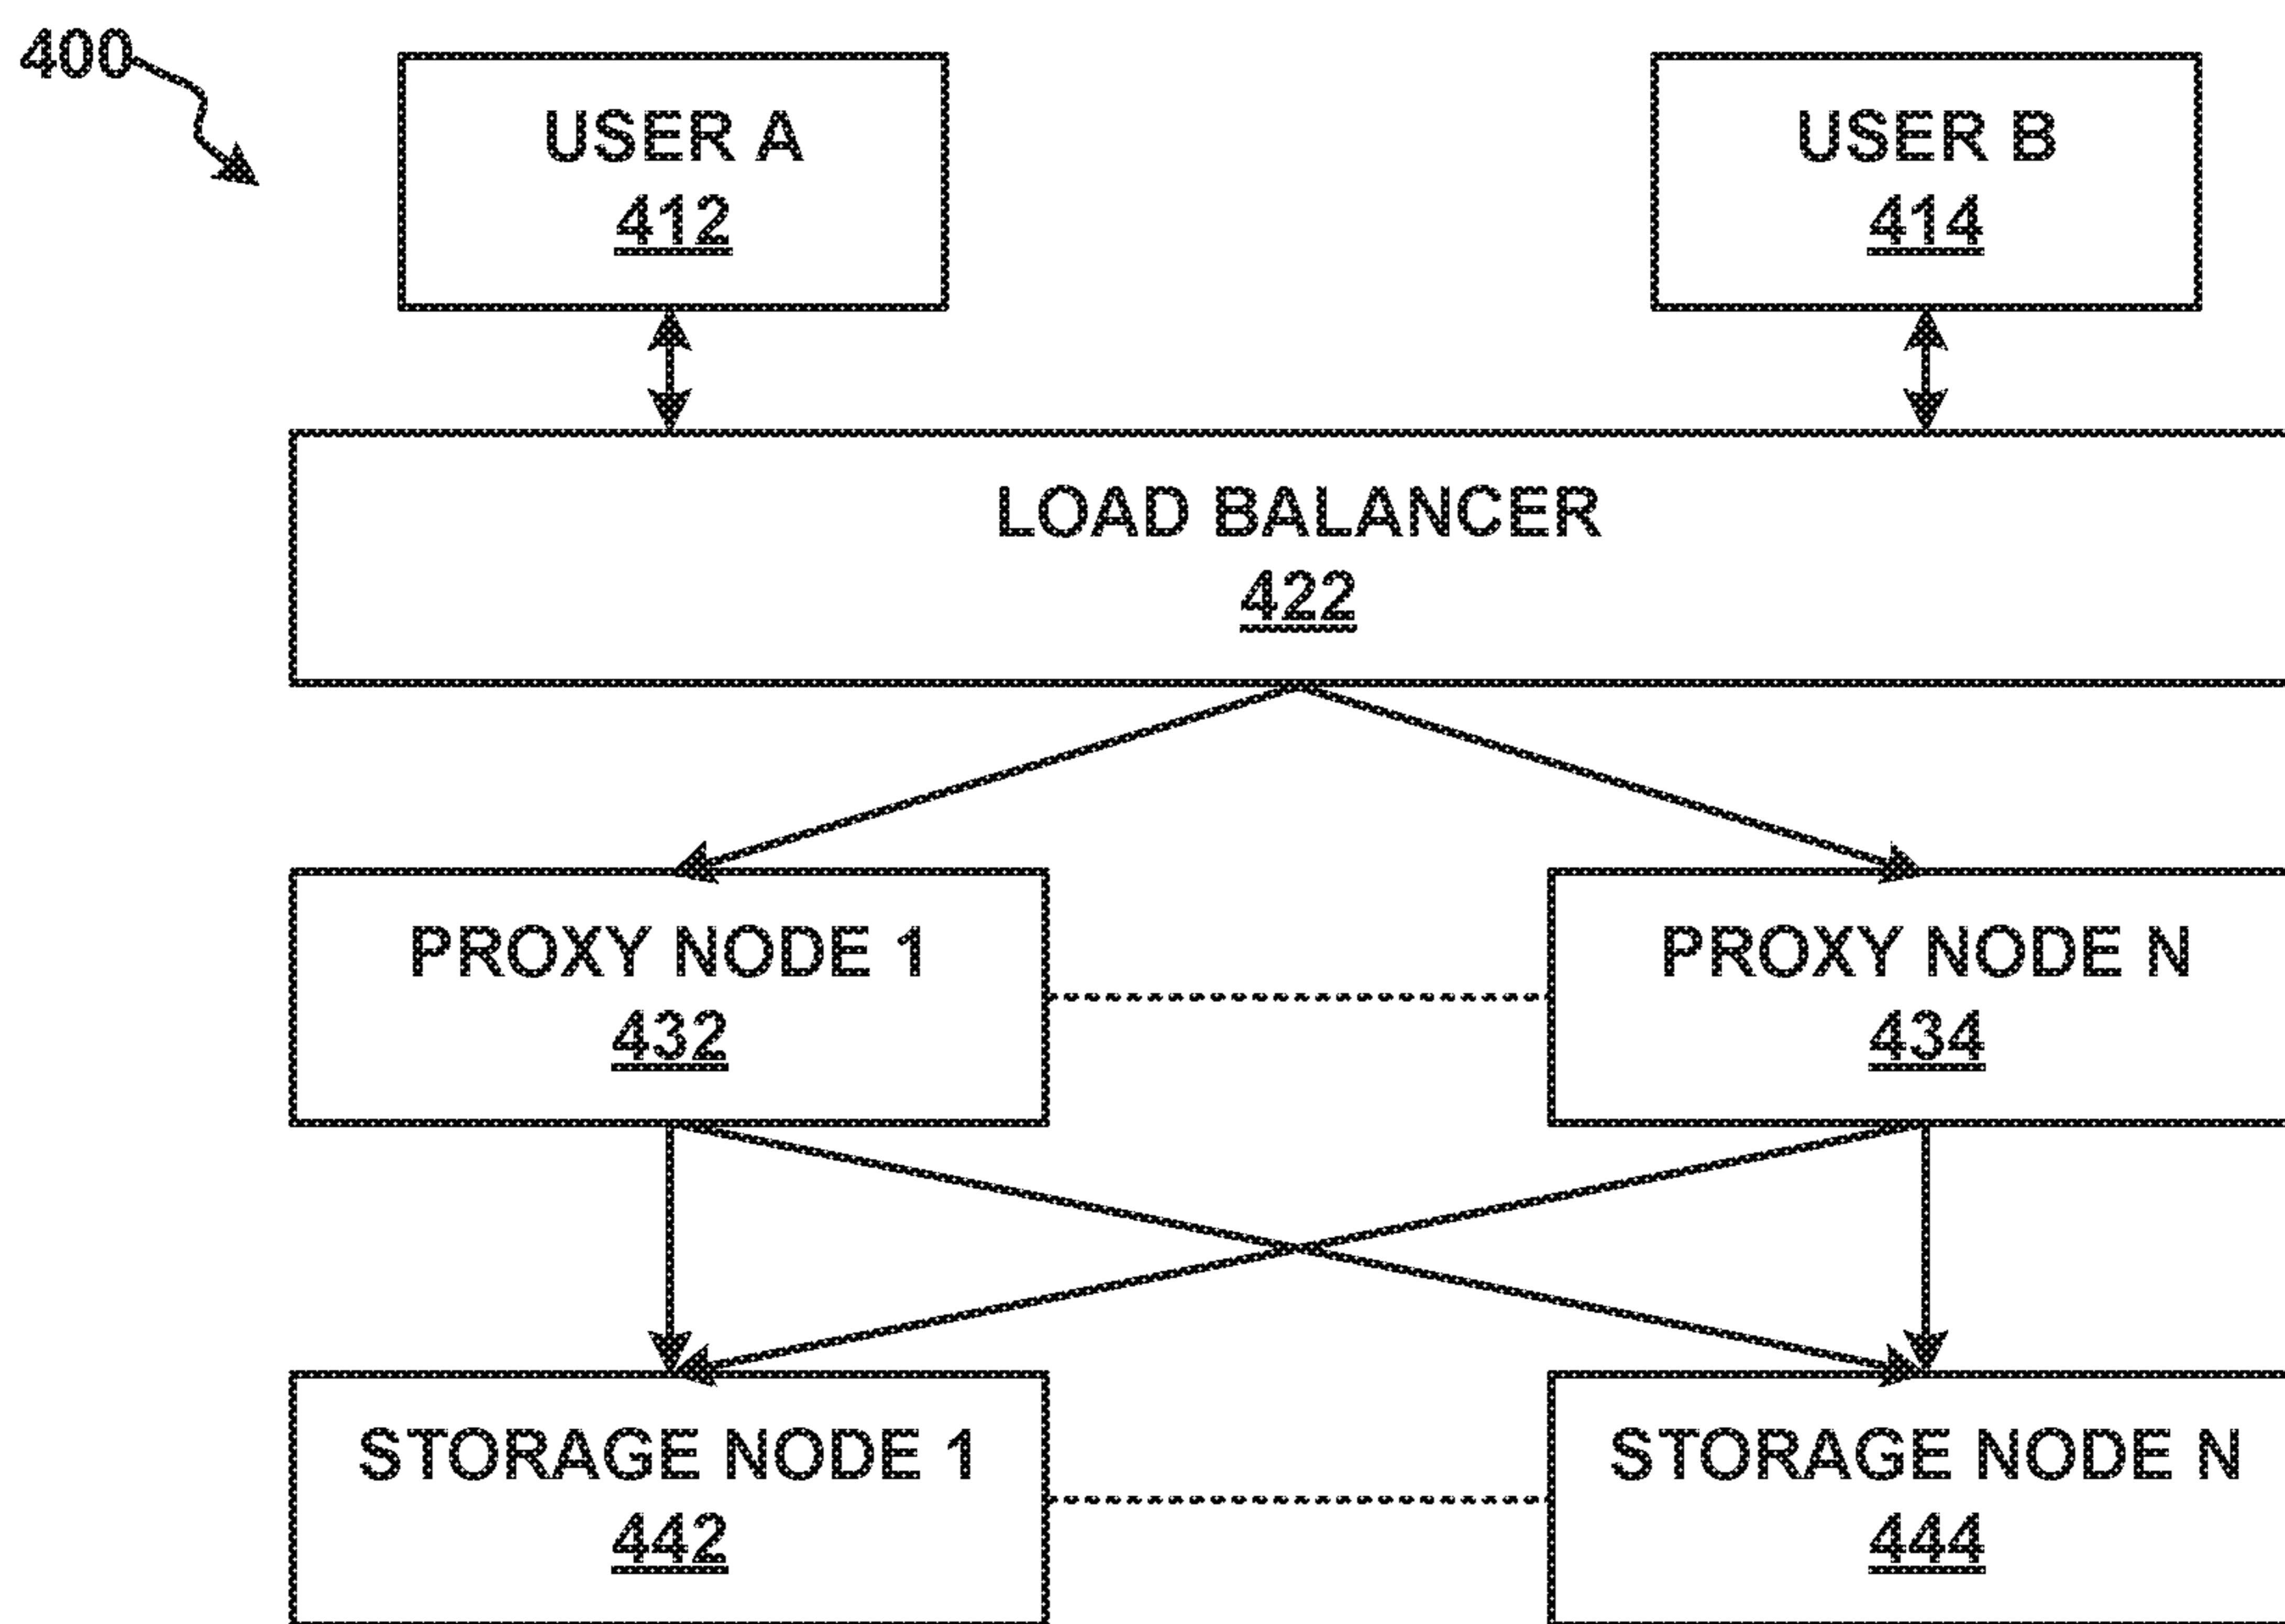 400
USER A
412
USER B
414
LOAD BALANCER
422
PROXY NODE 1
432
PROXY NODE N
434
STORAGE NODE 1
442
STORAGE NODE N
444